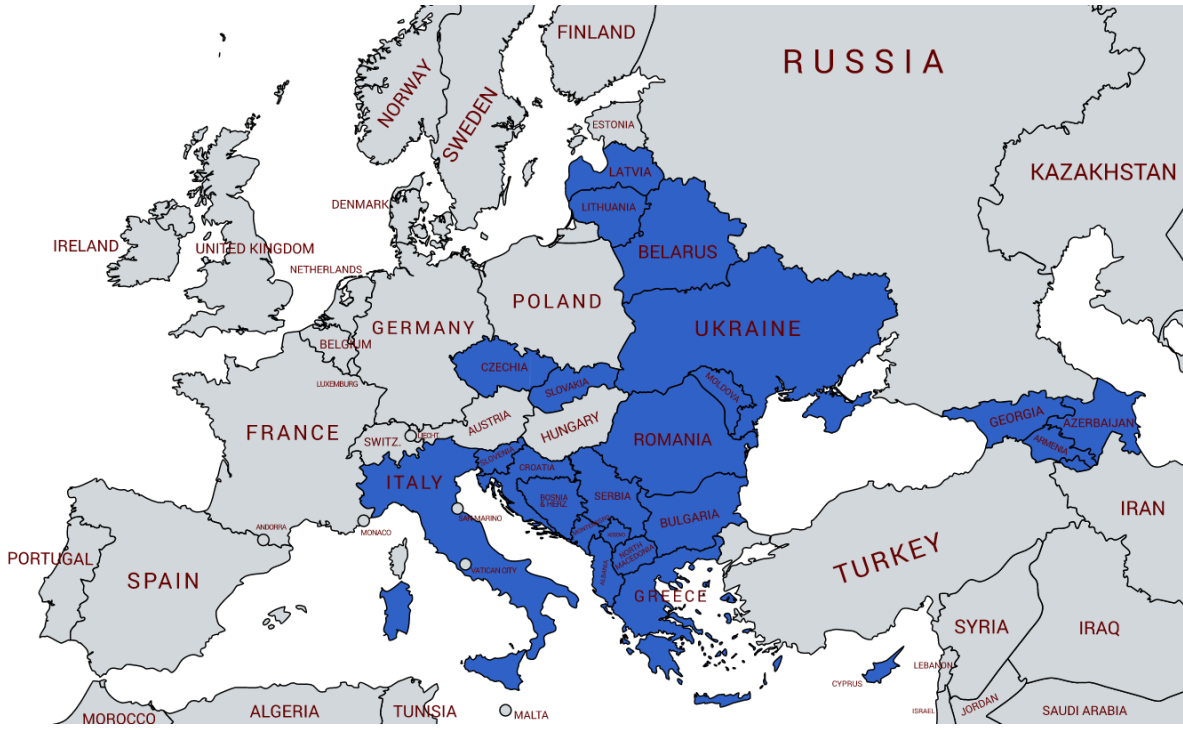 FINLAND
RUSSIA
NORWAY
SWEDEN
ESTONIA
KAZAKHSTAN
LATVIA
DENMARK
LITHUANIA
IRELAND
UNITED KINGDOM
BELARUS
NETHERLANDS
POLAND
GERMANY
UKRAINE
BELGIUM
CZECHIA
LUXEMBURG
SLOVAKIA
MOLDOVA
AUSTRIA
GEORGIA
AZERBAIJAN
FRANCE
SWITZ.
LIECHT.
HUNGARY
ROMANIA
ARMENIA
SLOVENIA
CROATIA
ITALY
BOSNIA
& HERZ.
SERBIA
IRAN
SAN MARINO
BULGARIA
MONTENEGRO
ANDORRA
MONACO
KOSOVO
NORTH
MACEDONIA
PORTUGAL
SPAIN
VATICAN CITY
ALBANIA
TURKEY
GREECE
SYRIA
IRAQ
LEBANON
CYPRUS
JORDAN
ISRAEL
SAUDI ARABIA
MOROCCO
ALGERIA
TUNISIA
MALTA